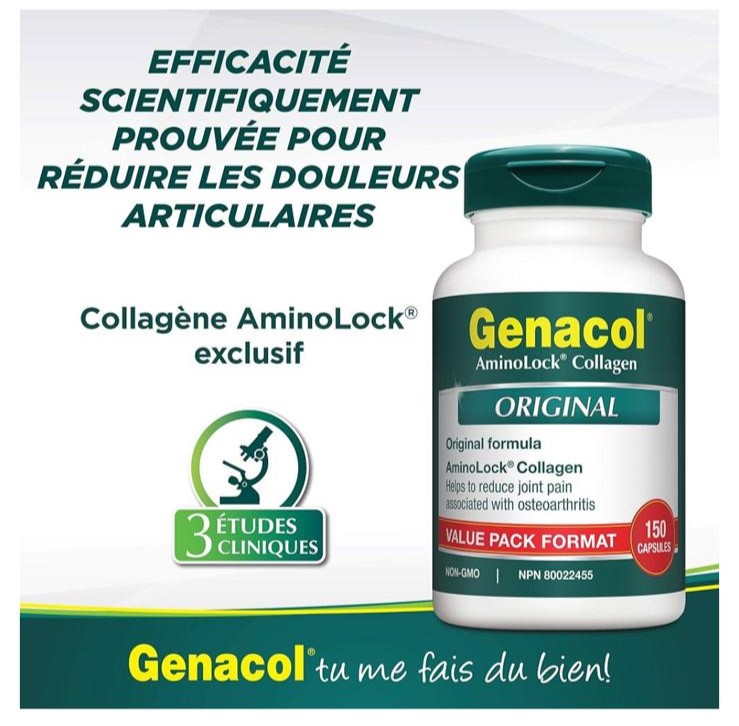 EFFICACITÉ
SCIENTIFIQUEMENT
PROUVÉE POUR
RÉDUIRE LES DOULEURS
ARTICULAIRES
Collagène AminoLock®
exclusif
3 ÉTUDES
CLINIQUES
Genacol®
AminoLock® Collagen
ORIGINAL
Original formula
AminoLock® Collagen
Helps to reduce joint pain
associated with osteoarthritis
VALUE PACK FORMAT
150
CAPSULES
NON-GMO | NPN 80022455
Genacol® tu me fais du bien!